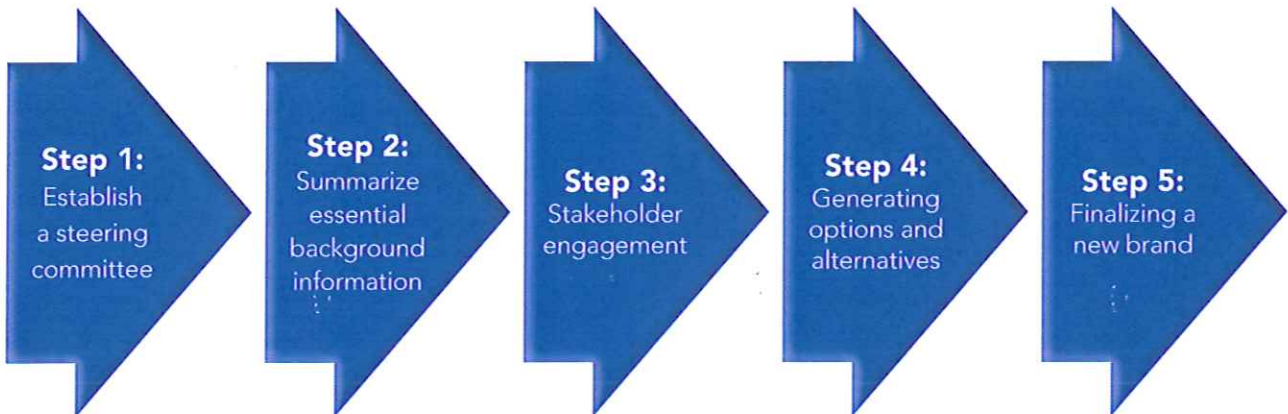 Step 1:
Establish
a steering
committee
Step 2:
Summarize
essential
background
information
Step 3:
Stakeholder
engagement
Step 4:
Generating
options and
alternatives
Step 5:
Finalizing a
new brand